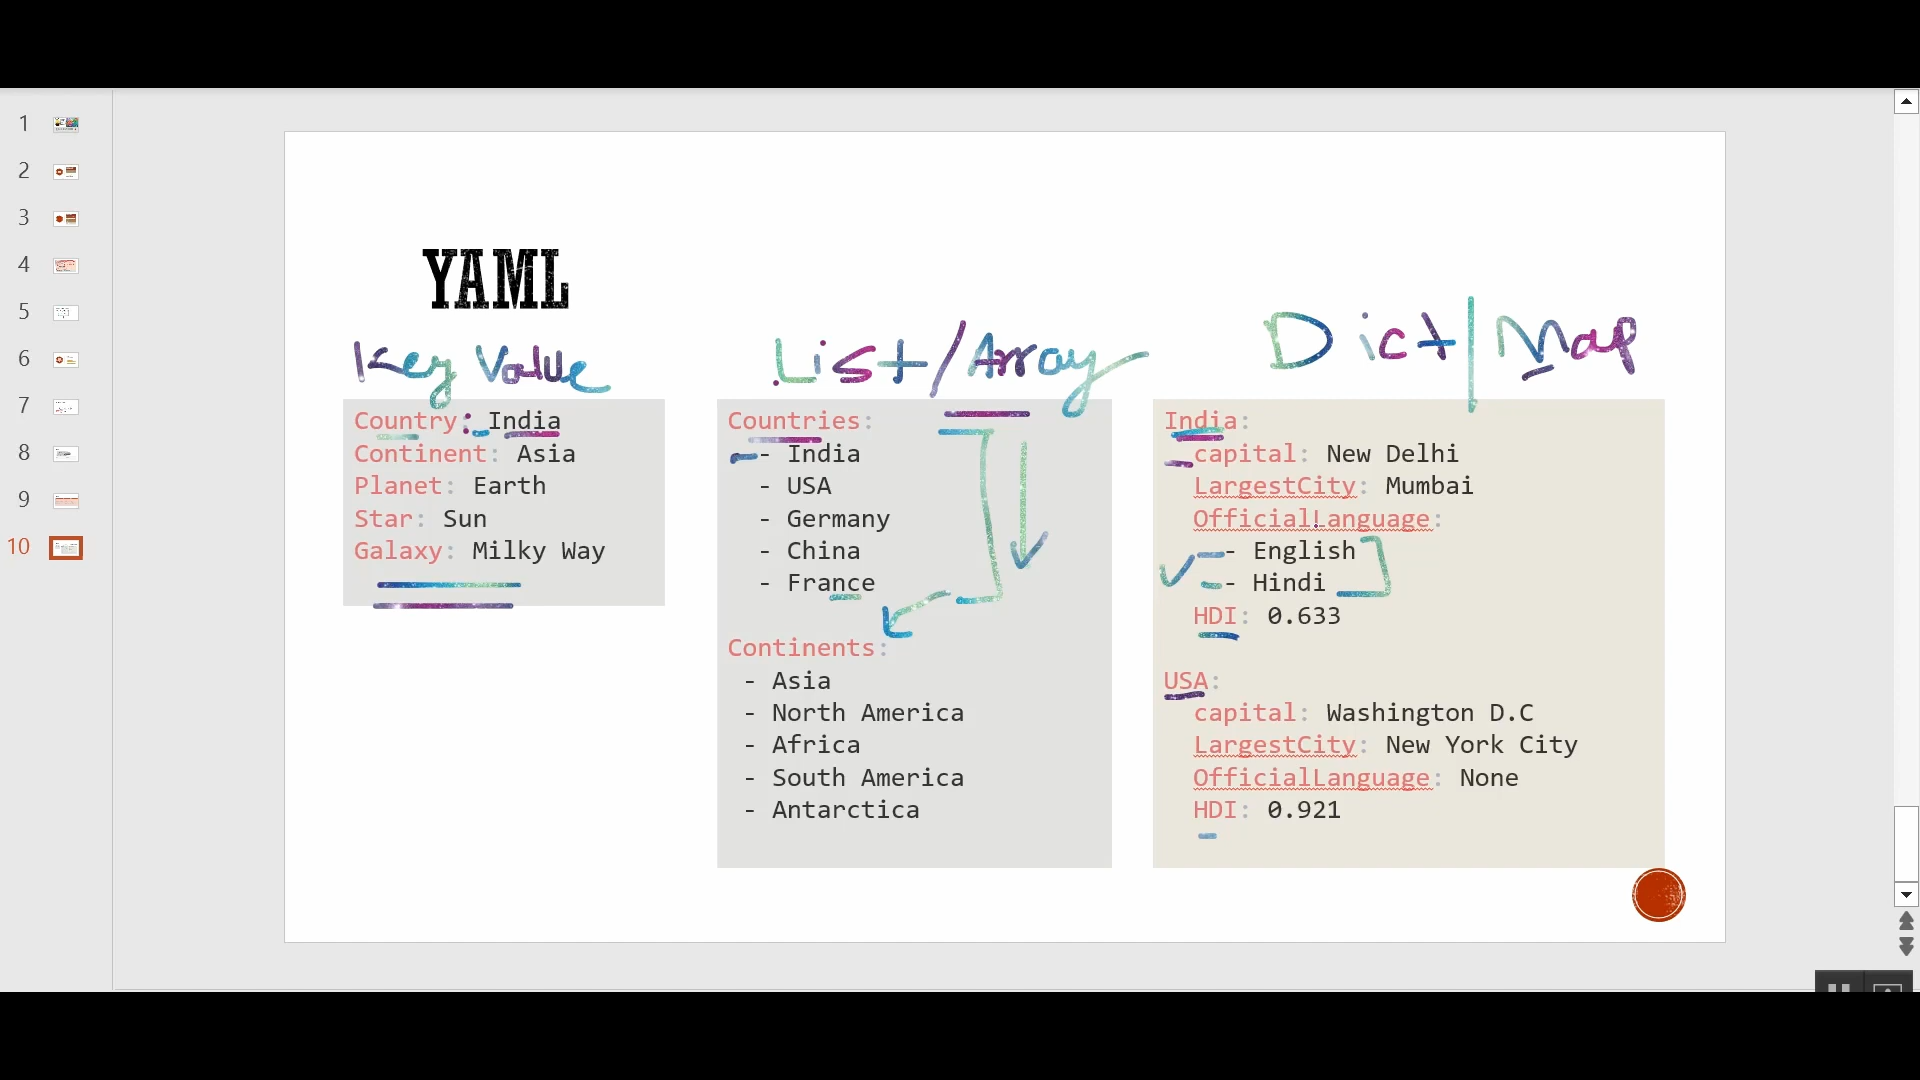 1
2
3
4
5
6
7
8
9
10
YAML
Key Value
Country: India
Continent: Asia
Planet: Earth
Star: Sun
Galaxy: Milky Way
List/Array
Countries:
- India
- USA
- Germany
- China
- France
Continents:
- Asia
- North America
- Africa
- South America
- Antarctica
Dict/Map
India:
capital: New Delhi
LargestCity: Mumbai
OfficialLanguage:
- English
- Hindi
HDI: 0.633
USA:
capital: Washington D.C
LargestCity: New York City
OfficialLanguage: None
HDI: 0.921